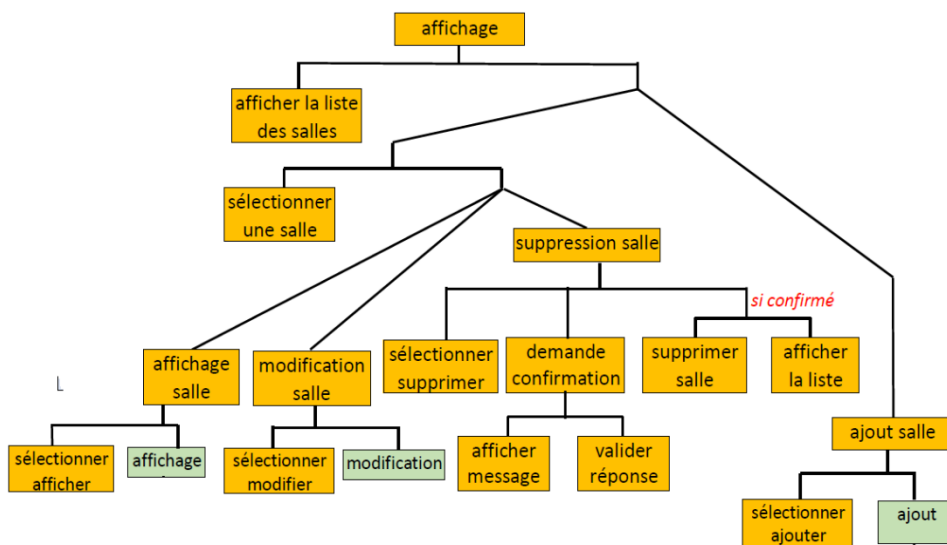 affichage
afficher la liste
des salles
sélectionner
une salle
suppression salle
si confirmé
sélectionner
supprimer
demande
confirmation
supprimer
salle
afficher
la liste
affichage
salle
modification
salle
L
ajout salle
sélectionner
afficher
affichage
sélectionner
modifier
modification
afficher
message
valider
réponse
sélectionner
ajouter
ajout